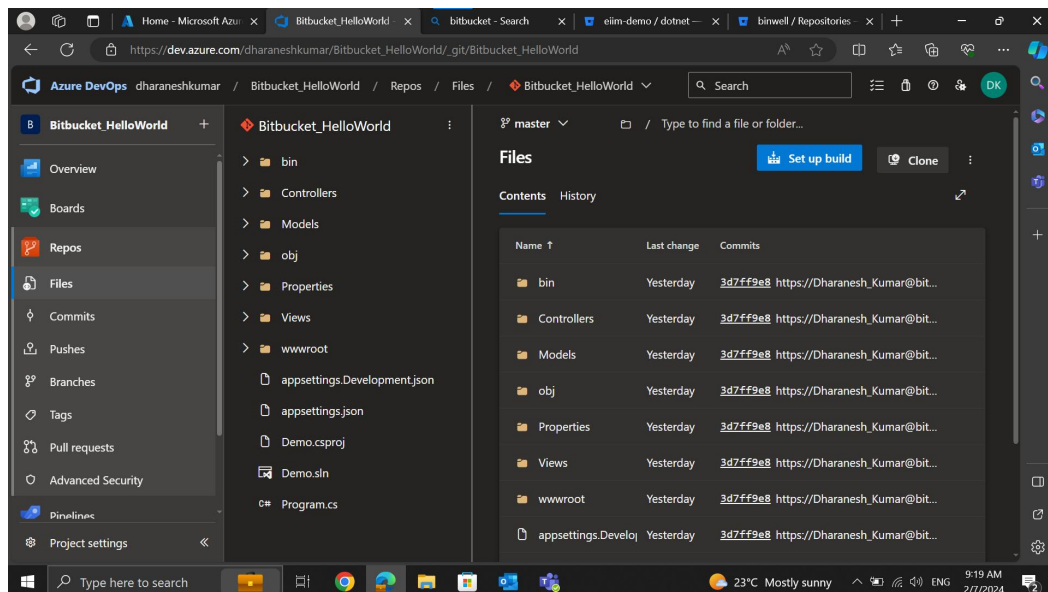 Home - Microsoft Azur
Bitbucket_HelloWorld -
bitbucket - Search
eiim-demo / dotnet —
binwell / Repositories -
https://dev.azure.com/dharaneshkumar/Bitbucket_HelloWorld/_git/Bitbucket_HelloWorld
Azure DevOps dharaneshkumar / Bitbucket_HelloWorld / Repos / Files / Bitbucket_HelloWorld
Search
DK
B Bitbucket_HelloWorld +
Overview
Boards
Repos
Files
Commits
Pushes
Branches
Tags
Pull requests
Advanced Security
Pipelines
Project settings
Bitbucket_HelloWorld
bin
Controllers
Models
obj
Properties
Views
wwwroot
appsettings.Development.json
appsettings.json
Demo.csproj
Demo.sln
C# Program.cs
master / Type to find a file or folder...
Files
Set up build
Clone
Contents History
Name ↑ Last change Commits
bin Yesterday 3d7ff9e8 https://Dharanesh_Kumar@bit...
Controllers Yesterday 3d7ff9e8 https://Dharanesh_Kumar@bit...
Models Yesterday 3d7ff9e8 https://Dharanesh_Kumar@bit...
obj Yesterday 3d7ff9e8 https://Dharanesh_Kumar@bit...
Properties Yesterday 3d7ff9e8 https://Dharanesh_Kumar@bit...
Views Yesterday 3d7ff9e8 https://Dharanesh_Kumar@bit...
wwwroot Yesterday 3d7ff9e8 https://Dharanesh_Kumar@bit...
appsettings.Develop Yesterday 3d7ff9e8 https://Dharanesh_Kumar@bit...
Type here to search
23°C Mostly sunny
ENG
9:19 AM
2/7/2024
2